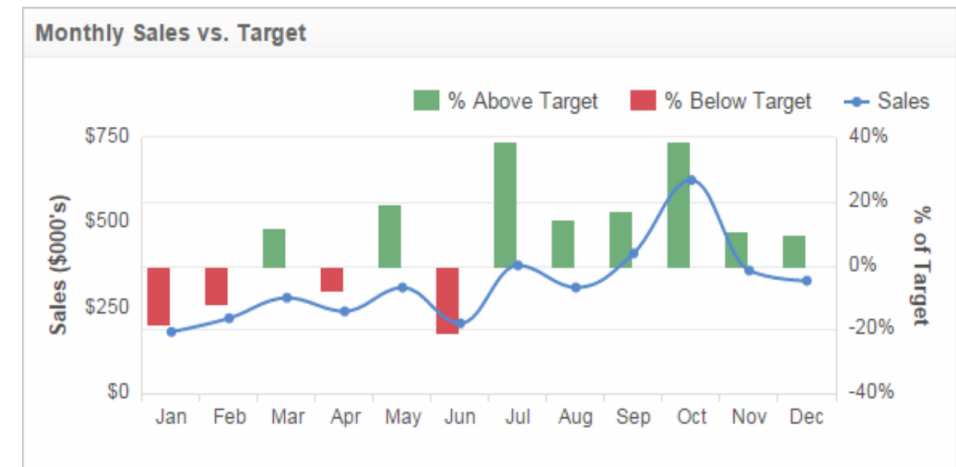 Monthly Sales vs. Target
% Above Target % Below Target Sales
$750
$500
$250
$0
Sales ($000's)
40%
20%
0%
-20%
-40%
% of Target
Jan Feb Mar Apr May Jun Jul Aug Sep Oct Nov Dec